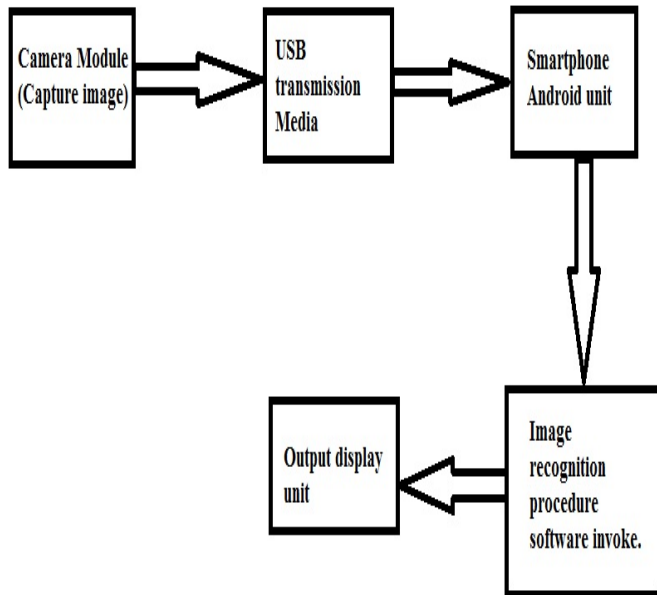 Camera Module
(Capture image)
USB
transmission
Media
Smartphone
Android unit
Image
recognition
procedure
software invoke.
Output display
unit